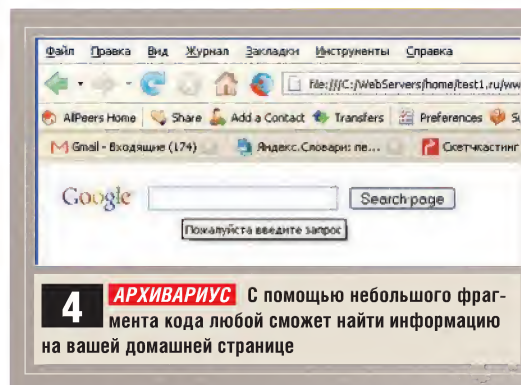 Файл Правка Вид Журнал Закладки Инструменты Справка
file:///C:/WebServers/home/test1.ru/ww
AllPeers Home Share Add a Contact Transfers Preferences
Gmail - Входящие (174) Яндекс.Словари: пе... Скетчкастинг
Google Search page
Пожалуйста введите запрос
4 АРХИВАРИУС С помощью небольшого фраг-
мента кода любой сможет найти информацию
на вашей домашней странице